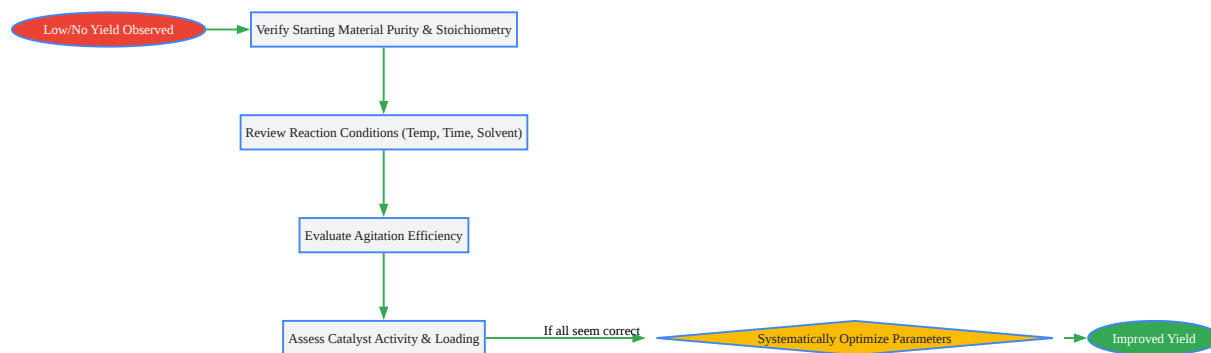 Low/No Yield Observed
Verify Starting Material Purity & Stoichiometry
Review Reaction Conditions (Temp, Time, Solvent)
Evaluate Agitation Efficiency
Assess Catalyst Activity & Loading
If all seem correct
Systematically Optimize Parameters
Improved Yield